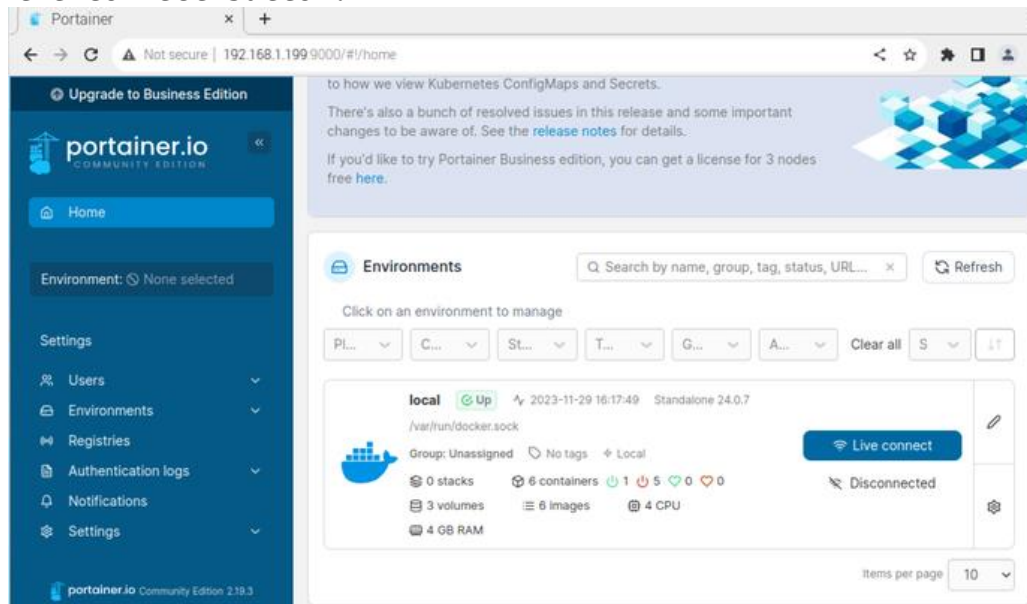 Portainer
Not secure | 192.168.1.199:9000/#!/home
Upgrade to Business Edition
portainer.io
COMMUNITY EDITION
Home
Environment: None selected
Settings
Users
Environments
Registries
Authentication logs
Notifications
Settings
portainer.io Community Edition 2.19.3
to how we view Kubernetes ConfigMaps and Secrets.
There's also a bunch of resolved issues in this release and some important
changes to be aware of. See the release notes for details.
If you'd like to try Portainer Business edition, you can get a license for 3 nodes
free here.
Environments
Search by name, group, tag, status, URL...
Refresh
Click on an environment to manage
Pl... C... St... T... G... A... Clear all S
local Up 2023-11-29 16:17:49 Standalone 24.0.7
/var/run/docker.sock
Group: Unassigned No tags Local
0 stacks 6 containers 1 5 0 0
3 volumes 6 images 4 CPU
4 GB RAM
Live connect
Disconnected
Items per page 10